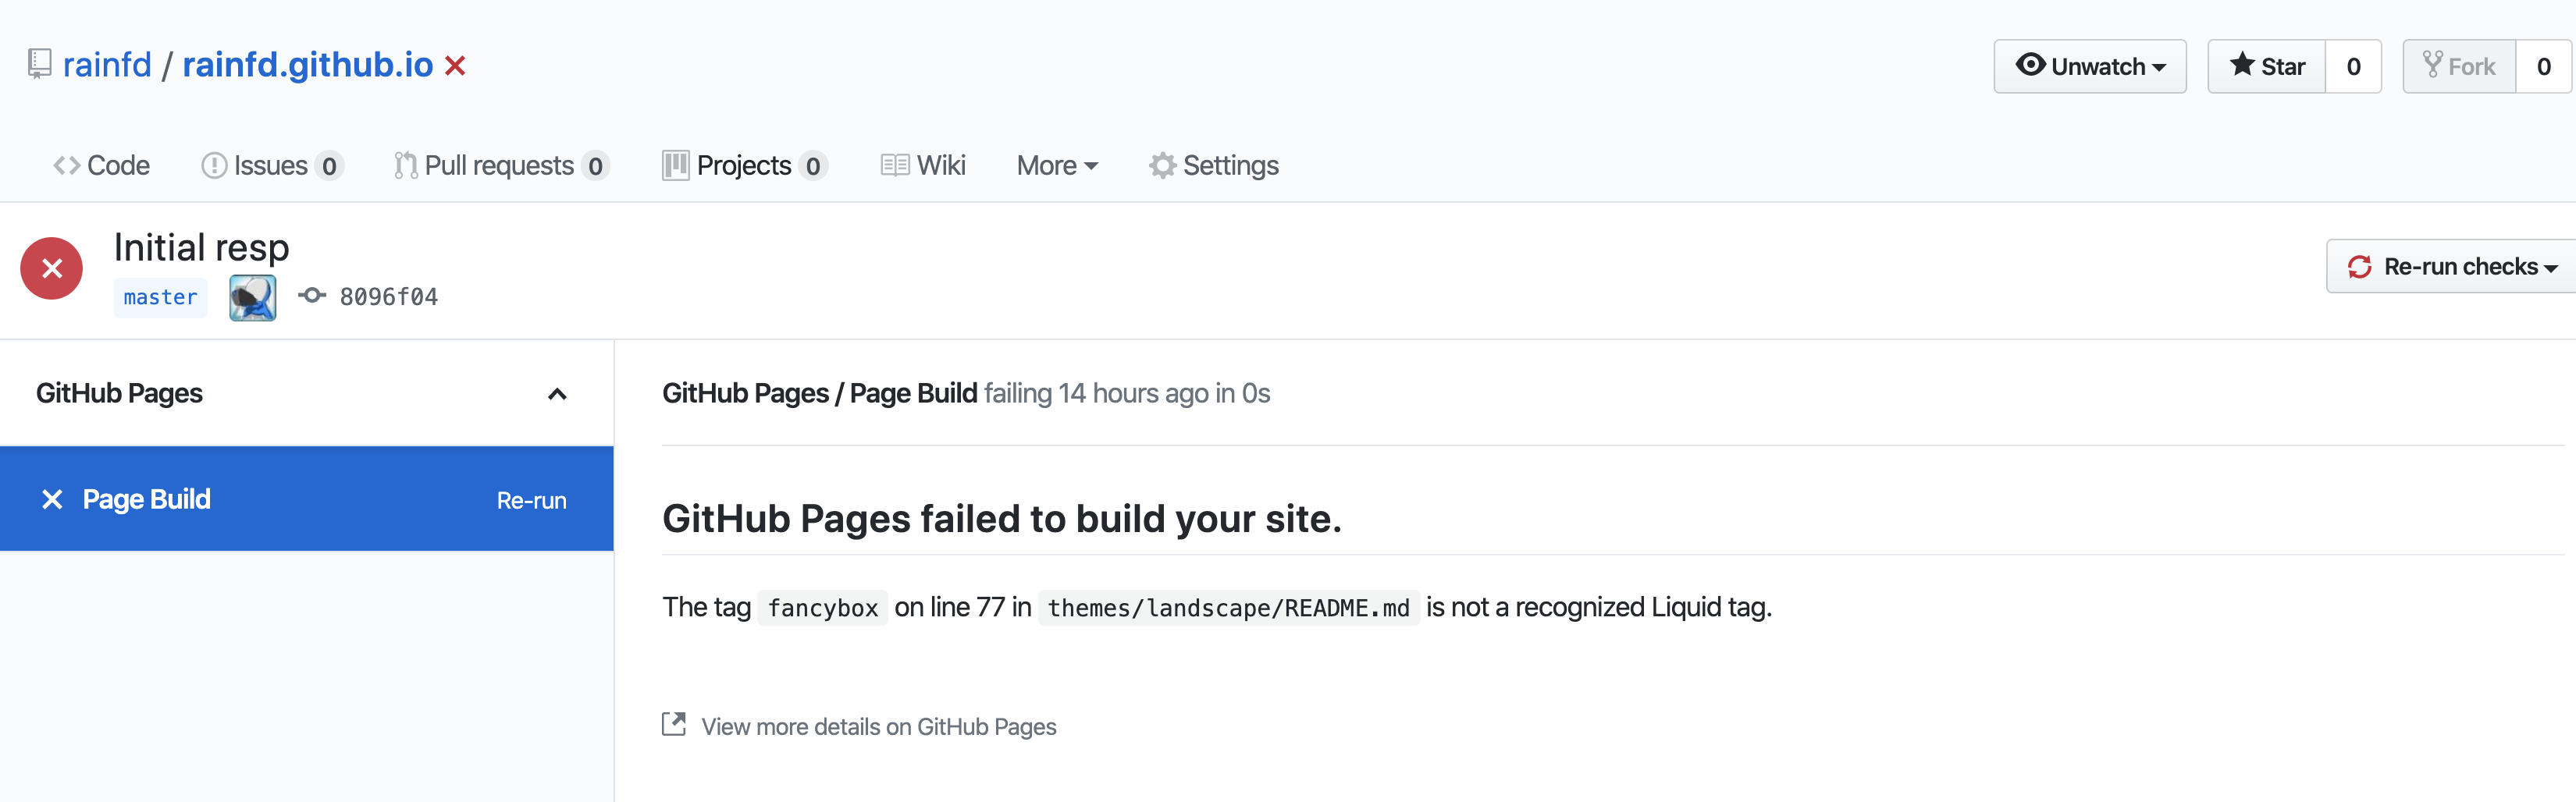 rainfd / rainfd.github.io
Unwatch Star 0 Fork 0
Code Issues 0 Pull requests 0 Projects 0 Wiki More Settings
Initial resp
master 8096f04
Re-run checks
GitHub Pages
Page Build Re-run
GitHub Pages / Page Build failing 14 hours ago in 0s
GitHub Pages failed to build your site.
The tag fancybox on line 77 in themes/landscape/README.md is not a recognized Liquid tag.
View more details on GitHub Pages